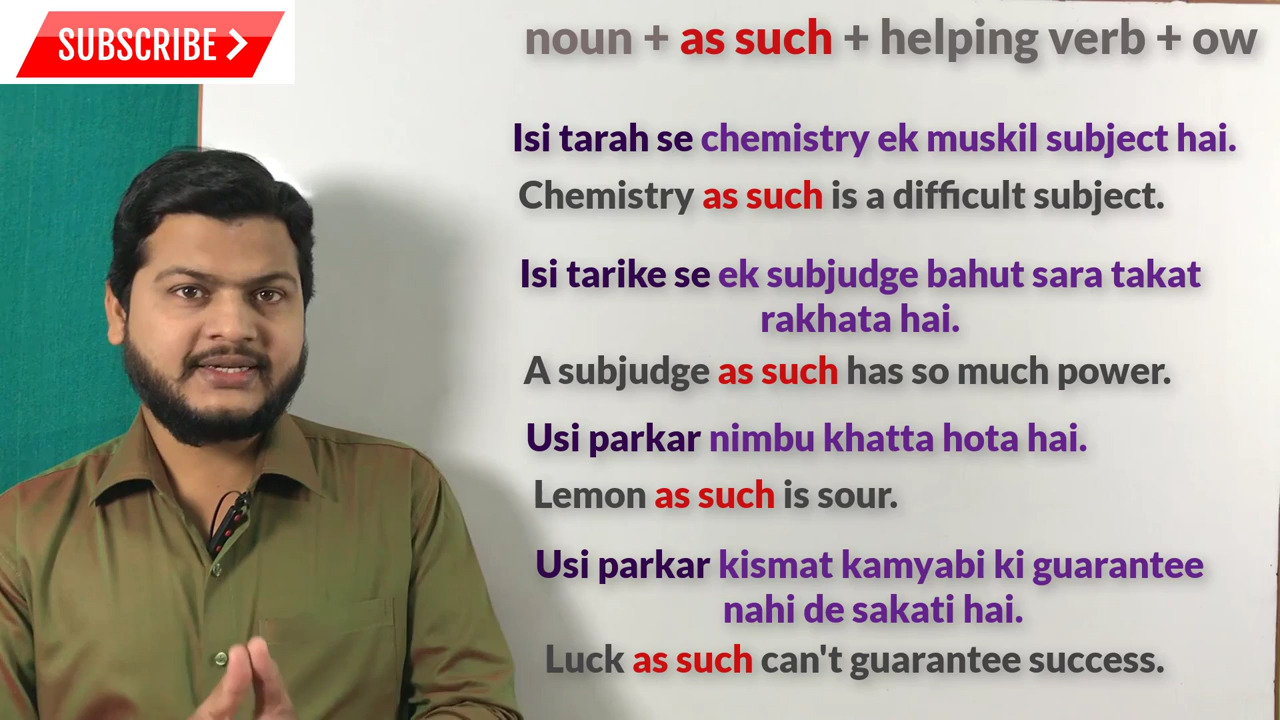 SUBSCRIBE
noun + as such + helping verb + ow
Isi tarah se chemistry ek muskil subject hai.
Chemistry as such is a difficult subject.
Isi tarike se ek subjudge bahut sara takat
rakhata hai.
A subjudge as such has so much power.
Usi parkar nimbu khatta hota hai.
Lemon as such is sour.
Usi parkar kismat kamyabi ki guarantee
nahi de sakati hai.
Luck as such can't guarantee success.